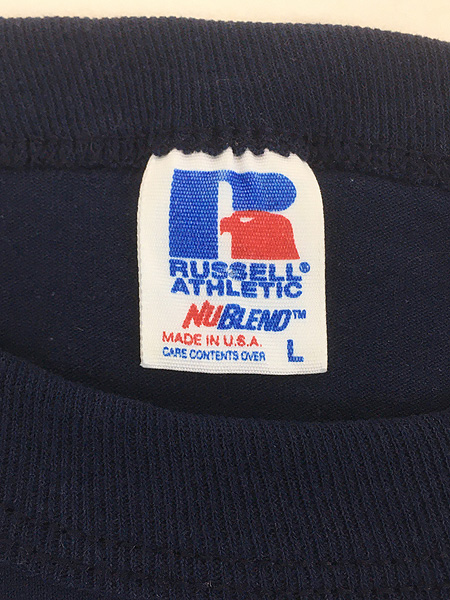 R
RUSSELL®
ATHLETIC
NUBLEND™
MADE IN U.S.A.
CARE CONTENTS OVER L